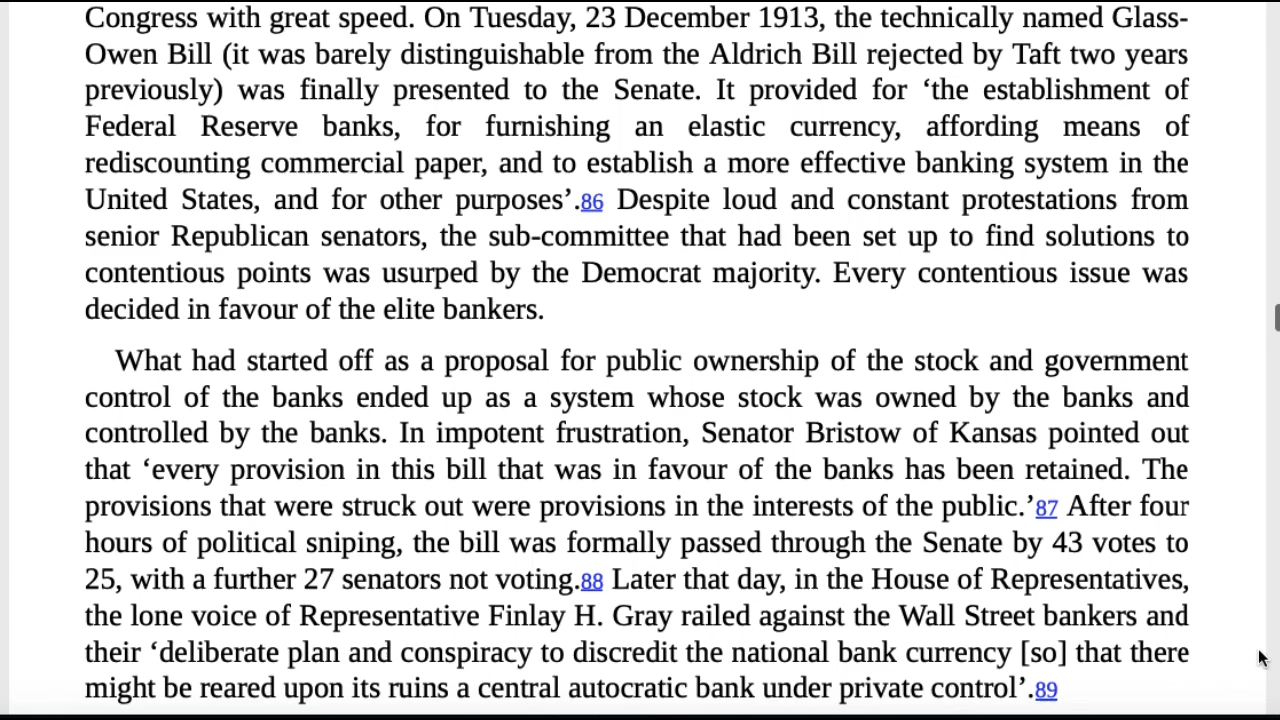 Congress with great speed. On Tuesday, 23 December 1913, the technically named Glass-
Owen Bill (it was barely distinguishable from the Aldrich Bill rejected by Taft two years
previously) was finally presented to the Senate. It provided for ‘the establishment of
Federal Reserve banks, for furnishing an elastic currency, affording means of
rediscounting commercial paper, and to establish a more effective banking system in the
United States, and for other purposes’.86 Despite loud and constant protestations from
senior Republican senators, the sub-committee that had been set up to find solutions to
contentious points was usurped by the Democrat majority. Every contentious issue was
decided in favour of the elite bankers.
What had started off as a proposal for public ownership of the stock and government
control of the banks ended up as a system whose stock was owned by the banks and
controlled by the banks. In impotent frustration, Senator Bristow of Kansas pointed out
that ‘every provision in this bill that was in favour of the banks has been retained. The
provisions that were struck out were provisions in the interests of the public.’87 After four
hours of political sniping, the bill was formally passed through the Senate by 43 votes to
25, with a further 27 senators not voting.88 Later that day, in the House of Representatives,
the lone voice of Representative Finlay H. Gray railed against the Wall Street bankers and
their ‘deliberate plan and conspiracy to discredit the national bank currency [so] that there
might be reared upon its ruins a central autocratic bank under private control’.89